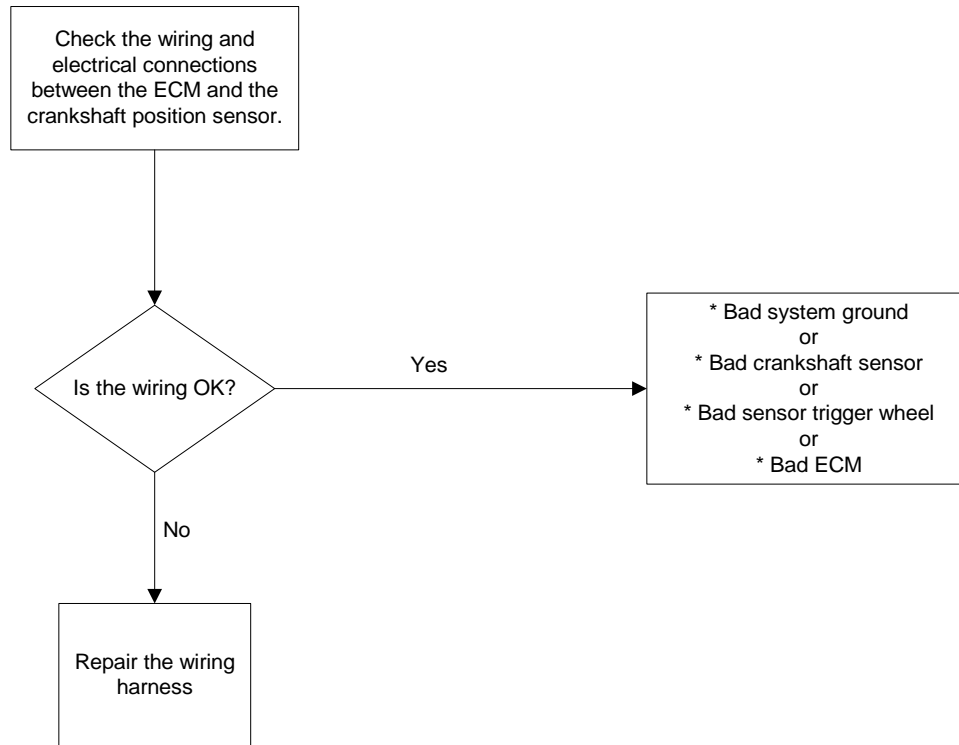 Check the wiring and
electrical connections
between the ECM and the
crankshaft position sensor.
Is the wiring OK?
Yes
* Bad system ground
or
* Bad crankshaft sensor
or
* Bad sensor trigger wheel
or
* Bad ECM
No
Repair the wiring
harness